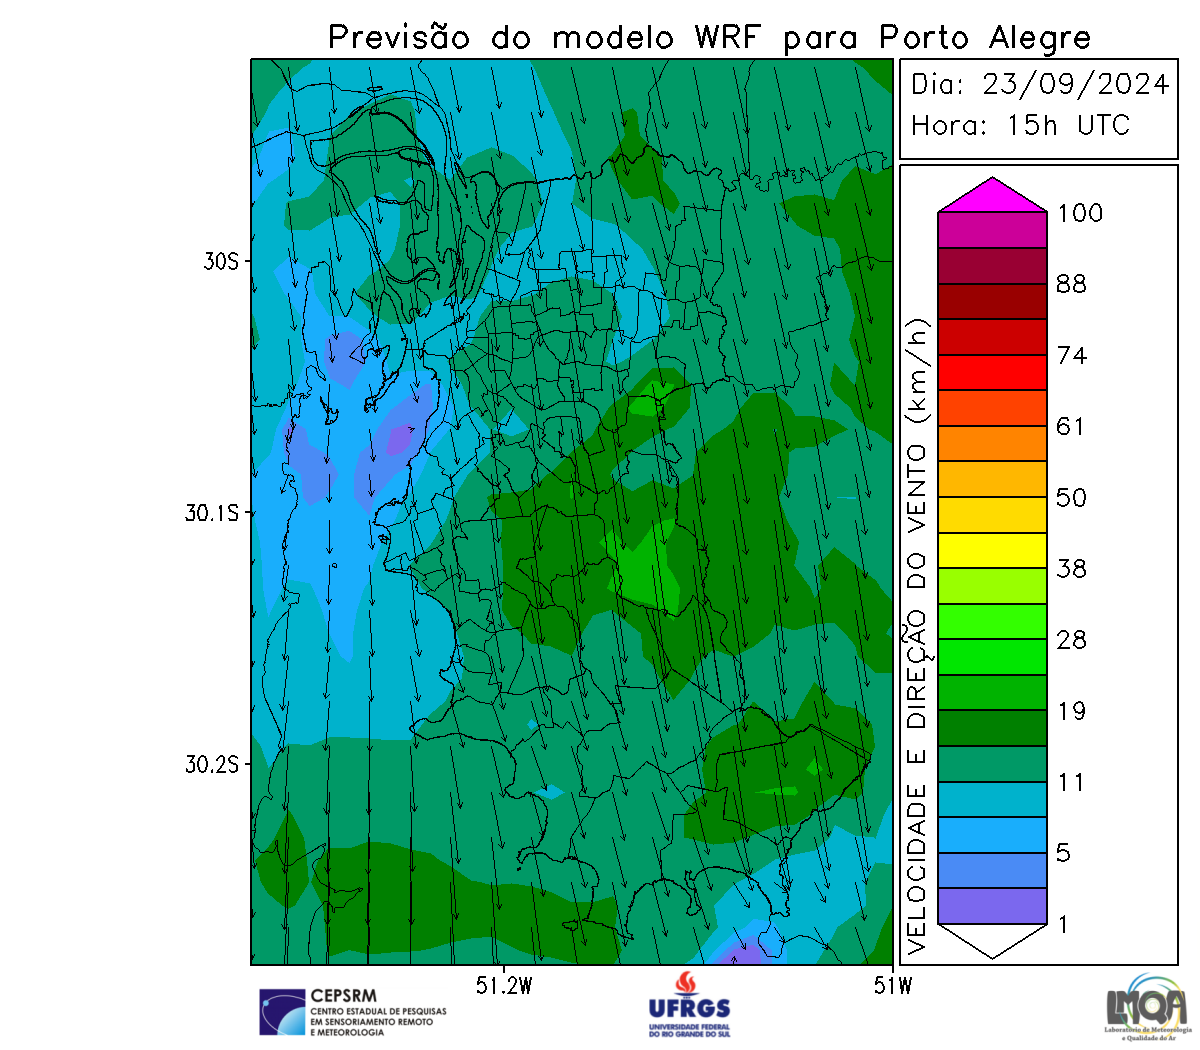 Previsão do modelo WRF para Porto Alegre
Dia: 23/09/2024
Hora: 15h UTC
30S
30.1S
30.2S
51.2W
51W
VELOCIDADE E DIREÇÃO DO VENTO (km/h)
100
88
74
61
50
38
28
19
11
5
1
CEPSRM
CENTRO ESTADUAL DE PESQUISAS
EM SENSORIAMENTO REMOTO
E METEOROLOGIA
UFRGS
UNIVERSIDADE FEDERAL
DO RIO GRANDE DO SUL
LMQA
Laboratório de Meteorologia
e Qualidade do Ar